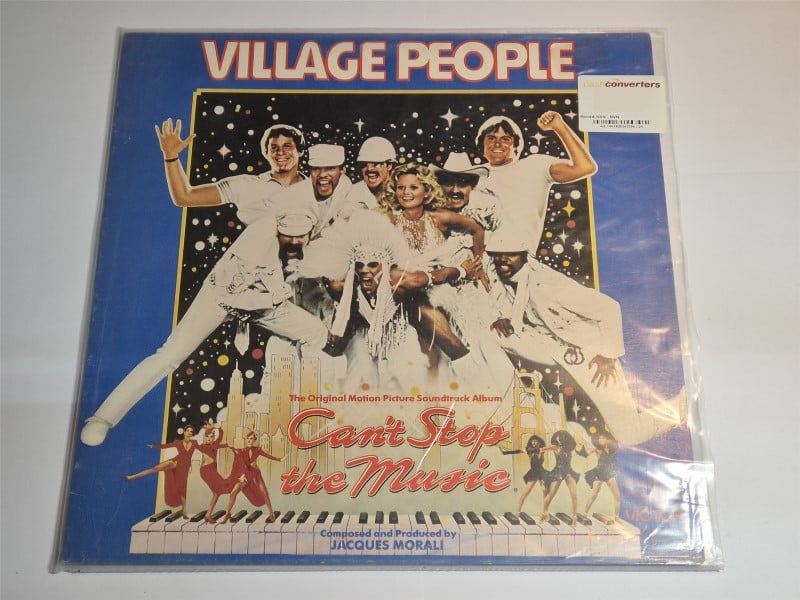 VILLAGE PEOPLE
cash converters
The Original Motion Picture Soundtrack Album
Can't Stop
the Music
VICTOR
Composed and Produced by
JACQUES MORALI